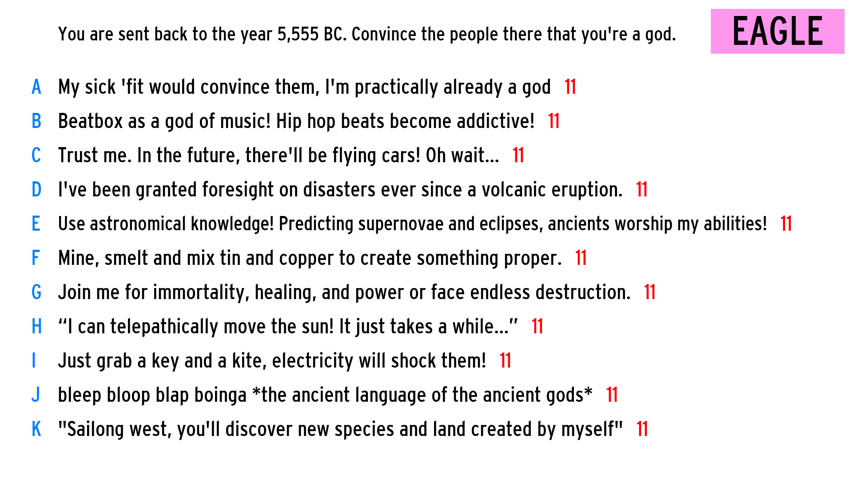 You are sent back to the year 5,555 BC. Convince the people there that you're a god.
EAGLE
A My sick 'fit would convince them, I'm practically already a god 11
B Beatbox as a god of music! Hip hop beats become addictive! 11
C Trust me. In the future, there'll be flying cars! Oh wait... 11
D I've been granted foresight on disasters ever since a volcanic eruption. 11
E Use astronomical knowledge! Predicting supernovae and eclipses, ancients worship my abilities! 11
F Mine, smelt and mix tin and copper to create something proper. 11
G Join me for immortality, healing, and power or face endless destruction. 11
H “I can telepathically move the sun! It just takes a while...” 11
I Just grab a key and a kite, electricity will shock them! 11
J bleep bloop blap boinga *the ancient language of the ancient gods* 11
K "Sailong west, you'll discover new species and land created by myself" 11